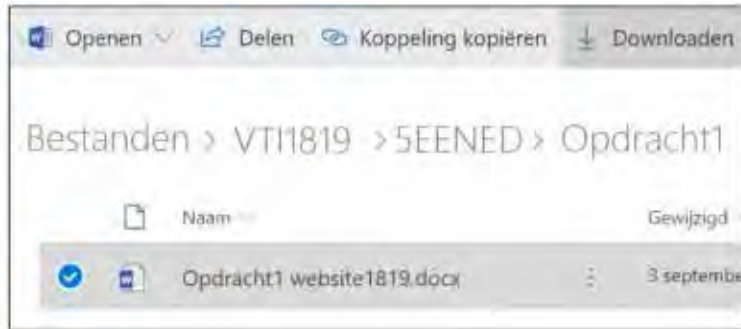 Openen Delen Koppeling kopiëren Downloaden
Bestanden > VTI1819 > 5EENED > Opdracht1
Naam Gewijzigd
Opdracht1 website1819.docx 3 septembe